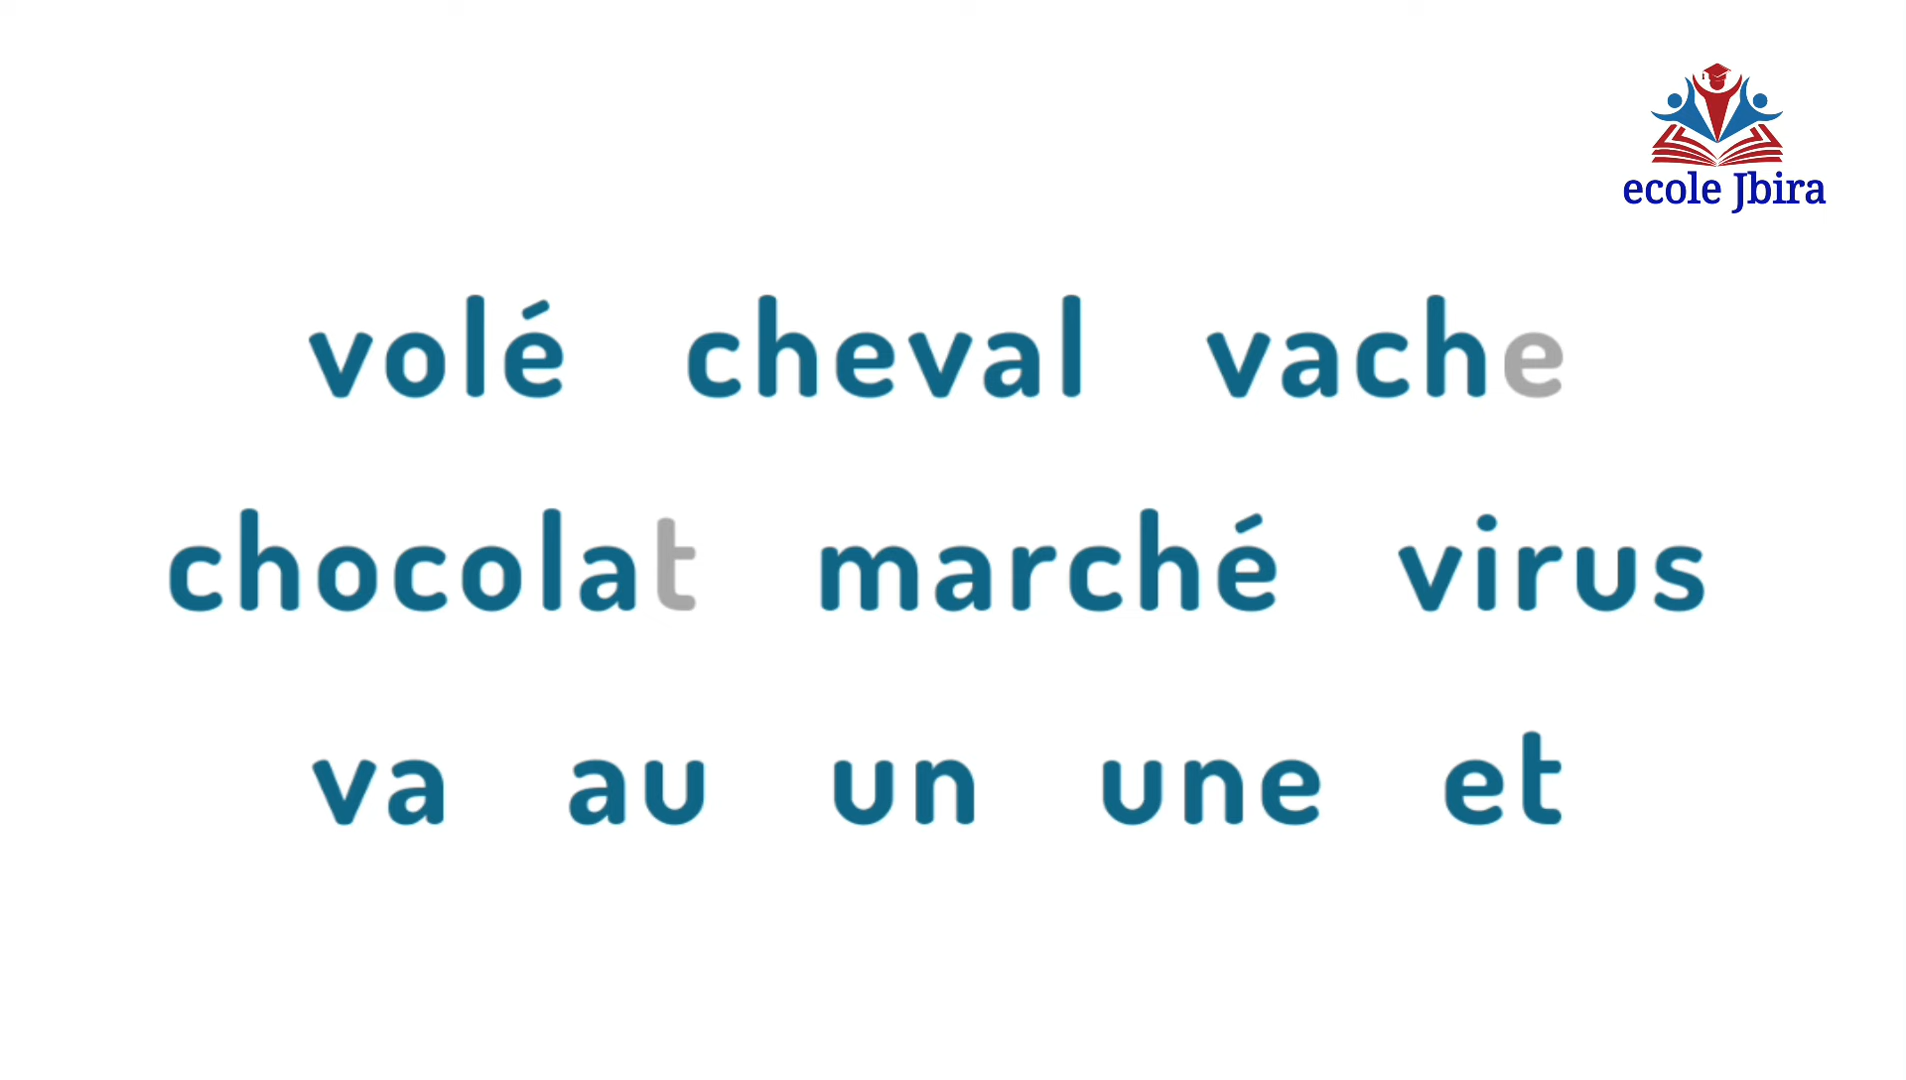 ecole Jbira
volé cheval vache
chocolat marché virus
va au un une et